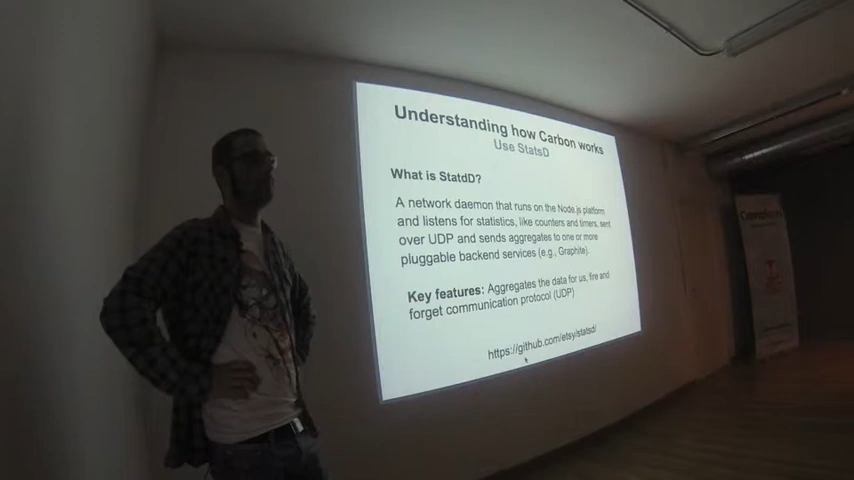 Understanding how Carbon works
Use StatsD
What is StatdD?
A network daemon that runs on the Node.js platform
and listens for statistics, like counters and timers, sent
over UDP and sends aggregates to one or more
pluggable backend services (e.g., Graphite).
Key features: Aggregates the data for us, fire and
forget communication protocol (UDP)
https://github.com/etsy/statsd/